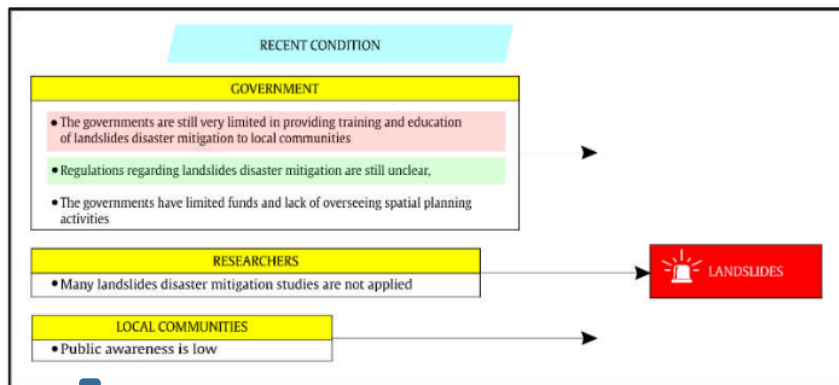 RECENT CONDITION
GOVERNMENT
• The governments are still very limited in providing training and education
of landslides disaster mitigation to local communities
• Regulations regarding landslides disaster mitigation are still unclear,
• The governments have limited funds and lack of overseeing spatial planning
activities
RESEARCHERS
• Many landslides disaster mitigation studies are not applied
LANDSLIDES
LOCAL COMMUNITIES
• Public awareness is low